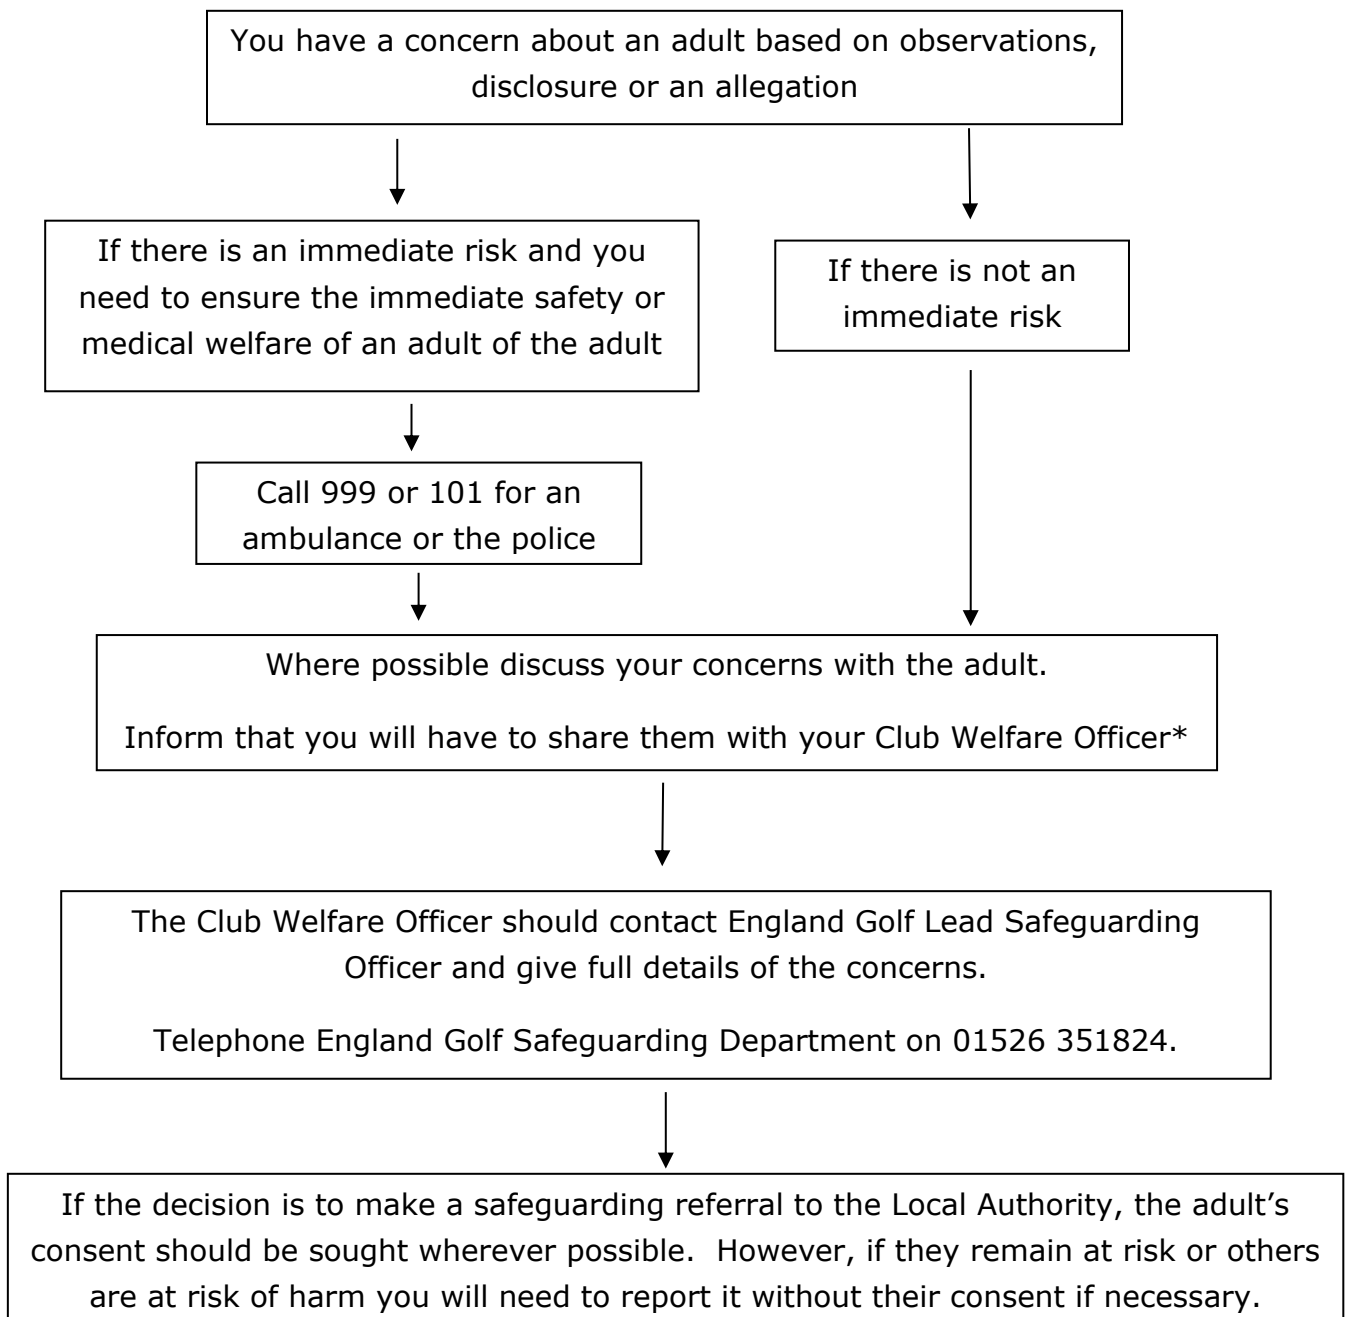 You have a concern about an adult based on observations,
disclosure or an allegation
If there is an immediate risk and you
need to ensure the immediate safety or
medical welfare of an adult of the adult
If there is not an
immediate risk
Call 999 or 101 for an
ambulance or the police
Where possible discuss your concerns with the adult.
Inform that you will have to share them with your Club Welfare Officer*
The Club Welfare Officer should contact England Golf Lead Safeguarding
Officer and give full details of the concerns.
Telephone England Golf Safeguarding Department on 01526 351824.
If the decision is to make a safeguarding referral to the Local Authority, the adult’s
consent should be sought wherever possible.  However, if they remain at risk or others
are at risk of harm you will need to report it without their consent if necessary.